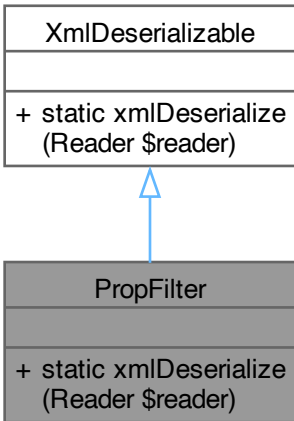 XmlDeserializable
+ static xmlDeserialize
(Reader $reader)
PropFilter
+ static xmlDeserialize
(Reader $reader)